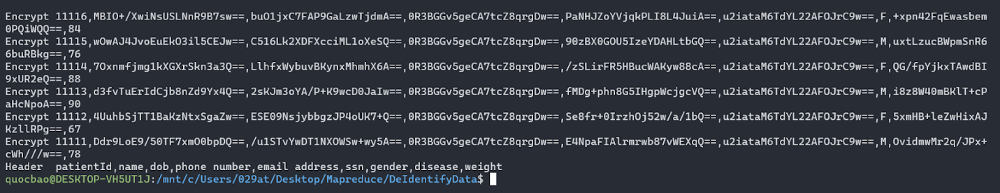 Encrypt 11116,MBIO+/XwiNsUSLNnR9B7sw==,buO1jxC7FAP9GaLzwTjdmA==,0R3BGGv5geCA7tcZ8qrgDw==,PaNHJZoYVjqkPLI8L4JuiA==,u2iataM6TdYL22AFOJrC9w==,F,+xpn42FqEwasbem
0PQiWQQ==,84
Encrypt 11115,wOwAJ4JvoEuEkO3il5CEJw==,C516Lk2XDFXcciML1oXeSQ==,0R3BGGv5geCA7tcZ8qrgDw==,90zBX0GOU5IzeYDAHLtbGQ==,u2iataM6TdYL22AFOJrC9w==,M,uxtLzucBWpmSnR6
6buRBkg==,76
Encrypt 11114,7Oxnmfjmg1kXGXrSkn3a3Q==,LlhfxWybuvBKynxMhmhX6A==,0R3BGGv5geCA7tcZ8qrgDw==,/zSLirFR5HBucWAKyw88cA==,u2iataM6TdYL22AFOJrC9w==,F,QG/fpYjkxTAwdBI
9xUR2eQ==,88
Encrypt 11113,d3fvTuErIdCjb8nZd9Yx4Q==,2sKJm3oYA/P+K9wcD0JaIw==,0R3BGGv5geCA7tcZ8qrgDw==,fMDg+phn8G5IHgpWcjgcVQ==,u2iataM6TdYL22AFOJrC9w==,M,i8z8W40mBKlT+cP
aHcNpoA==,90
Encrypt 11112,4UuhbSjTT1BaKzNtxSgaZw==,ESE09NsjybbgzJP4oUK7+Q==,0R3BGGv5geCA7tcZ8qrgDw==,Se8fr+0IrzhOj52w/a/1bQ==,u2iataM6TdYL22AFOJrC9w==,F,5xmHB+leZwHixAJ
KzllRPg==,67
Encrypt 11111,Ddr9LoE9/50TF7xmO0bpDQ==,/u1STvYwDT1NXOWSw+wy5A==,0R3BGGv5geCA7tcZ8qrgDw==,E4NpaFIAlrmrwb87vWEXqQ==,u2iataM6TdYL22AFOJrC9w==,M,OvidmwMr2q/JPx+
cWh///w==,78
Header  patientId,name,dob,phone number,email address,ssn,gender,disease,weight
quocbao@DESKTOP-VH5UT1J:/mnt/c/Users/029at/Desktop/Mapreduce/DeIdentifyData$